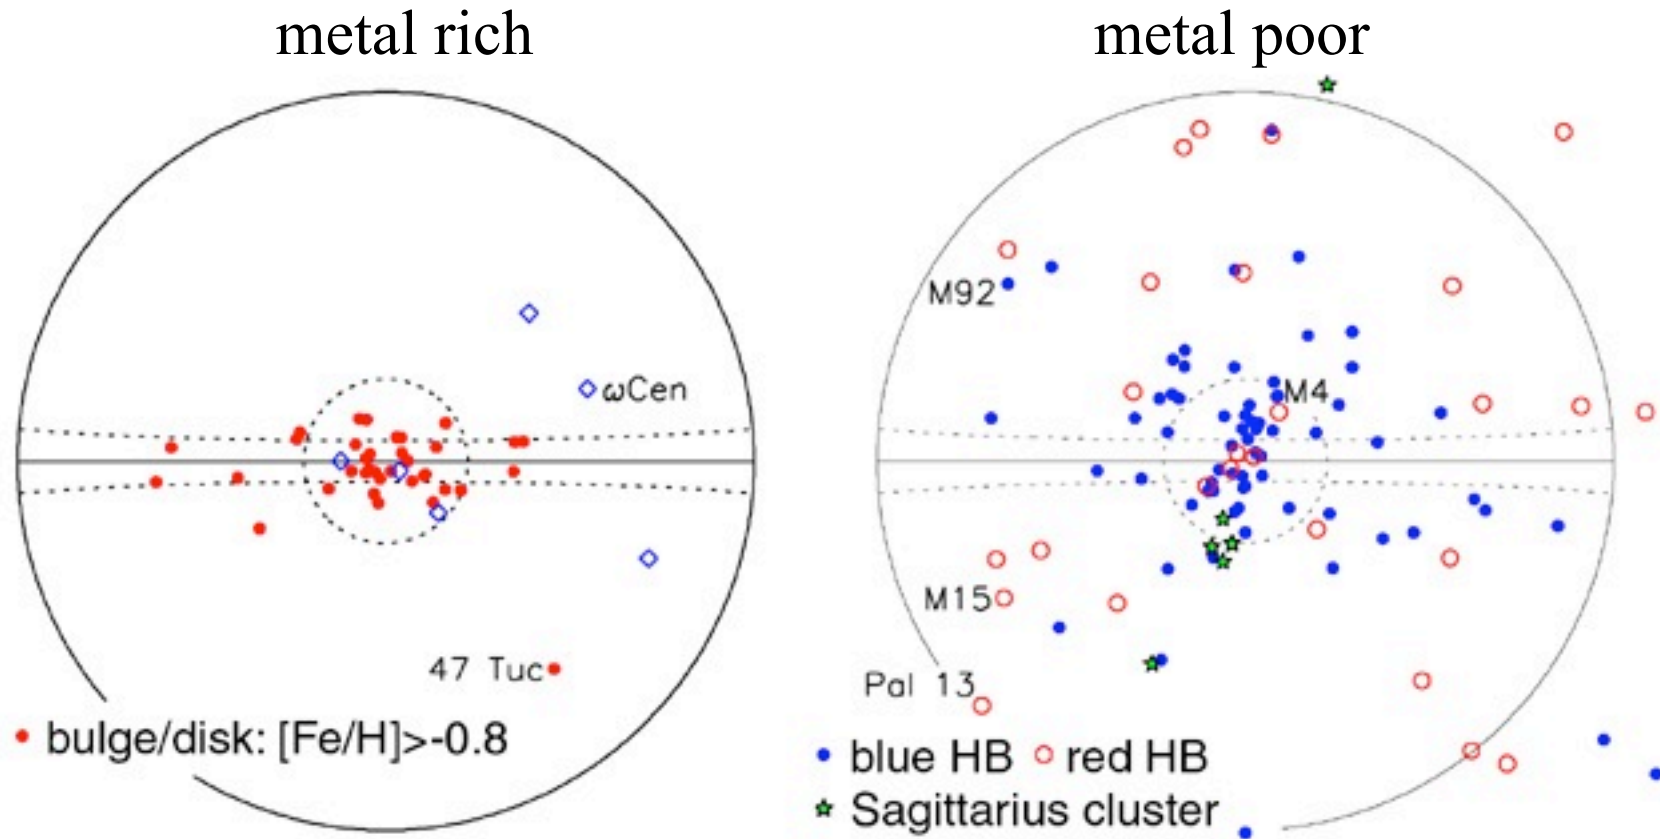 metal rich
metal poor
ωCen
47 Tuc
bulge/disk: [Fe/H]>-0.8
M92
M4
M15
Pal 13
blue HB red HB
Sagittarius cluster